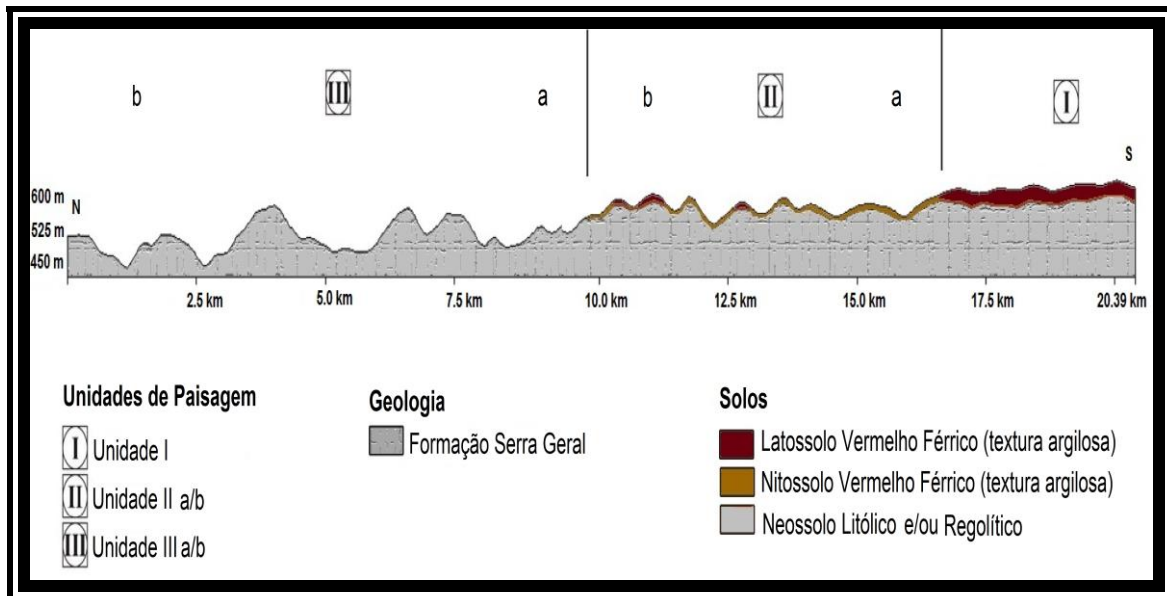 b III a b II a I
S
600 m N
525 m
450 m
2.5 km 5.0 km 7.5 km 10.0 km 12.5 km 15.0 km 17.5 km 20.39 km
Unidades de Paisagem
I Unidade I
II Unidade II a/b
III Unidade III a/b
Geologia
Formação Serra Geral
Solos
Latossolo Vermelho Férrico (textura argilosa)
Nitossolo Vermelho Férrico (textura argilosa)
Neossolo Litólico e/ou Regolítico